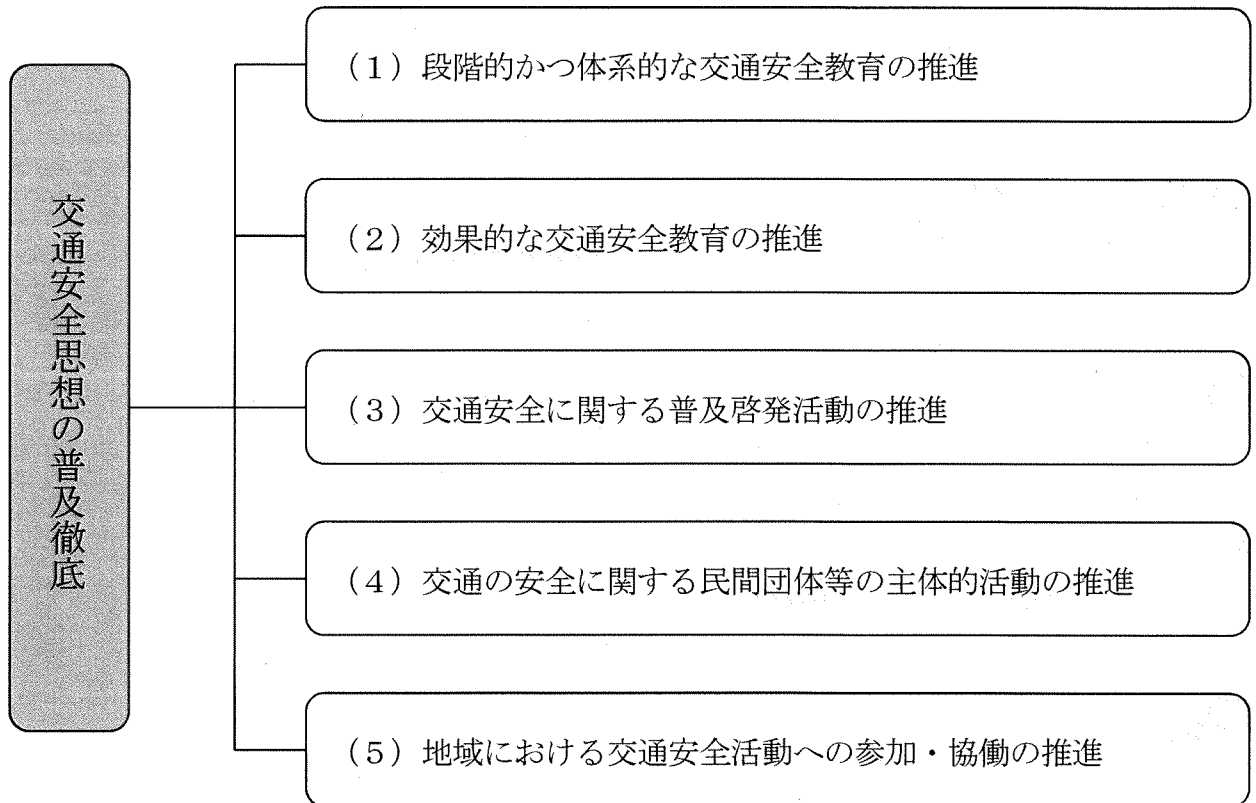 交通安全思想の普及徹底
(1)段階的かつ体系的な交通安全教育の推進
(2)効果的な交通安全教育の推進
(3)交通安全に関する普及啓発活動の推進
(4)交通の安全に関する民間団体等の主体的活動の推進
(5)地域における交通安全活動への参加・協働の推進